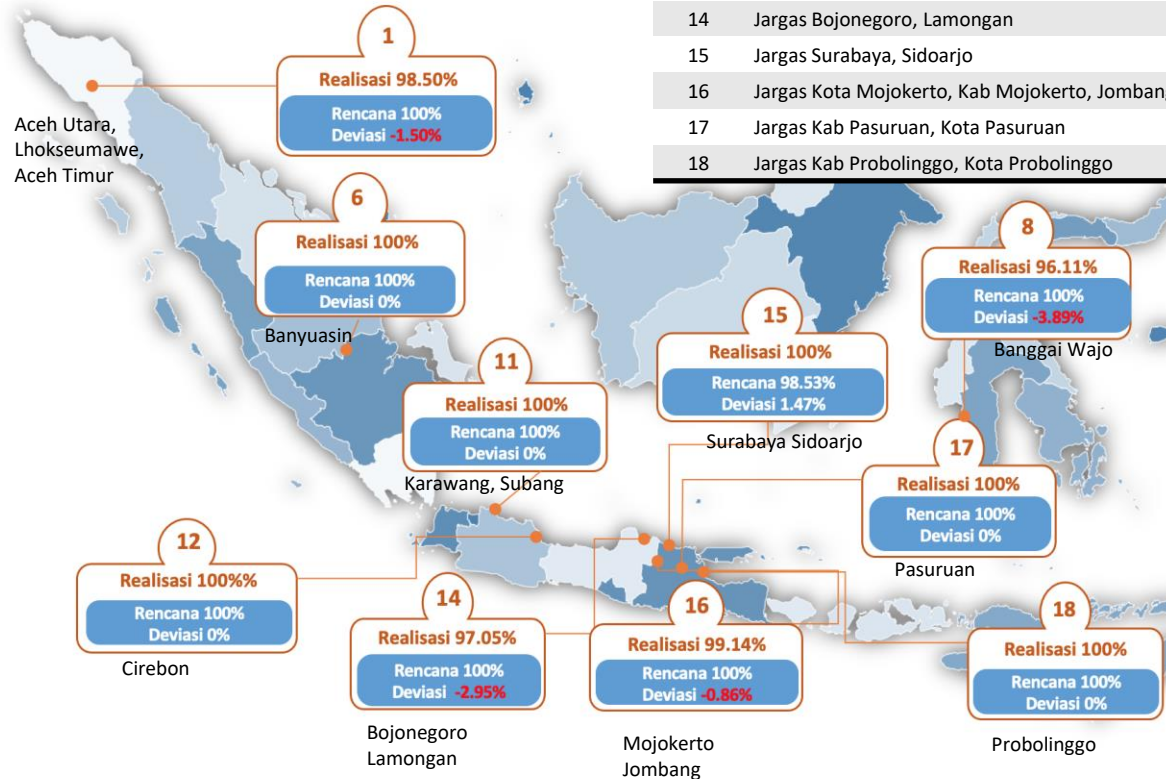 14 Jargas Bojonegoro, Lamongan
15 Jargas Surabaya, Sidoarjo
16 Jargas Kota Mojokerto, Kab Mojokerto, Jombang
17 Jargas Kab Pasuruan, Kota Pasuruan
18 Jargas Kab Probolinggo, Kota Probolinggo
1
Realisasi 98.50%
Rencana 100%
Deviasi -1.50%
Aceh Utara,
Lhokseumawe,
Aceh Timur
6
Realisasi 100%
Rencana 100%
Deviasi 0%
Banyuasin
8
Realisasi 96.11%
Rencana 100%
Deviasi -3.89%
Banggai Wajo
15
Realisasi 100%
Rencana 98.53%
Deviasi 1.47%
Surabaya Sidoarjo
11
Realisasi 100%
Rencana 100%
Deviasi 0%
Karawang, Subang
17
Realisasi 100%
Rencana 100%
Deviasi 0%
Pasuruan
12
Realisasi 100%%
Rencana 100%
Deviasi 0%
Cirebon
14
Realisasi 97.05%
Rencana 100%
Deviasi -2.95%
Bojonegoro
Lamongan
16
Realisasi 99.14%
Rencana 100%
Deviasi -0.86%
Mojokerto
Jombang
18
Realisasi 100%
Rencana 100%
Deviasi 0%
Probolinggo